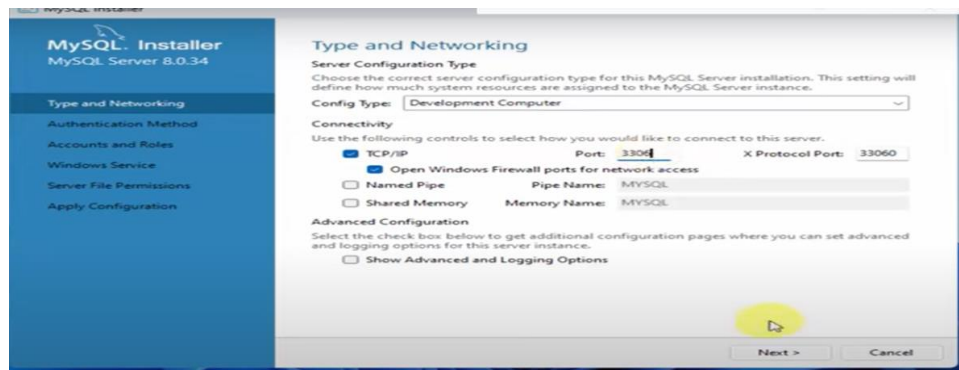 MySQL Installer
MySQL. Installer
MySQL Server 8.0.34
Type and Networking
Authentication Method
Accounts and Roles
Windows Service
Server File Permissions
Apply Configuration
Type and Networking
Server Configuration Type
Choose the correct server configuration type for this MySQL Server installation. This setting will
define how much system resources are assigned to the MySQL Server instance.
Config Type: Development Computer
Connectivity
Use the following controls to select how you would like to connect to this server.
TCP/IP Port: 3306 X Protocol Port: 33060
Open Windows Firewall ports for network access
Named Pipe Pipe Name: MYSQL
Shared Memory Memory Name: MYSQL
Advanced Configuration
Select the check box below to get additional configuration pages where you can set advanced
and logging options for this server instance.
Show Advanced and Logging Options
Next > Cancel